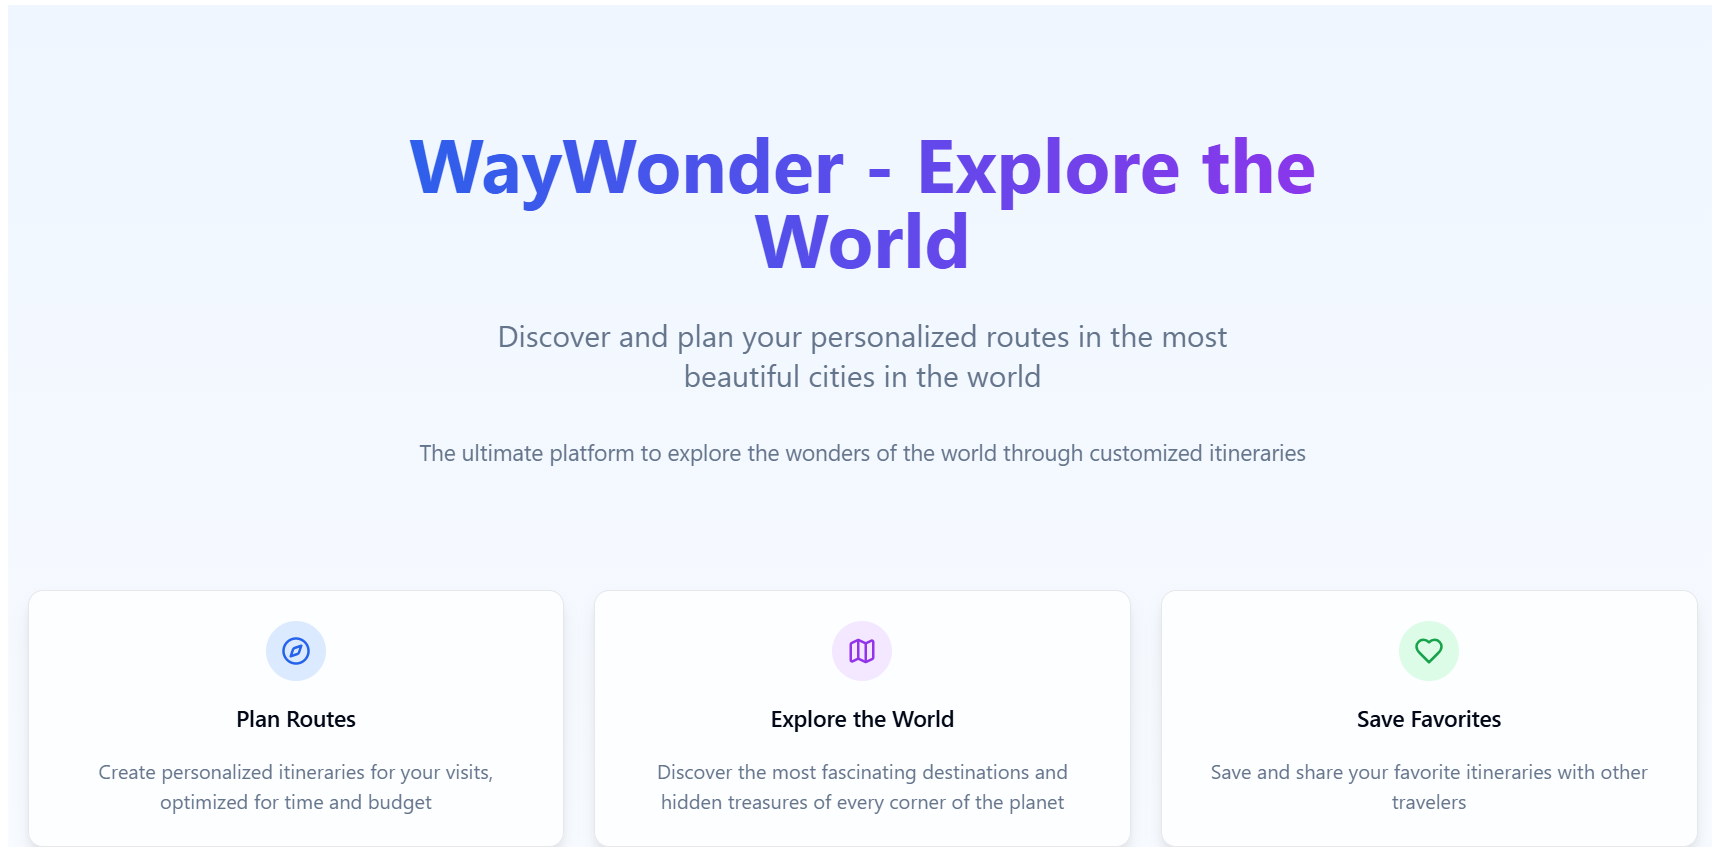 WayWonder - Explore the
World
Discover and plan your personalized routes in the most
beautiful cities in the world
The ultimate platform to explore the wonders of the world through customized itineraries
Plan Routes
Create personalized itineraries for your visits,
optimized for time and budget
Explore the World
Discover the most fascinating destinations and
hidden treasures of every corner of the planet
Save Favorites
Save and share your favorite itineraries with other
travelers